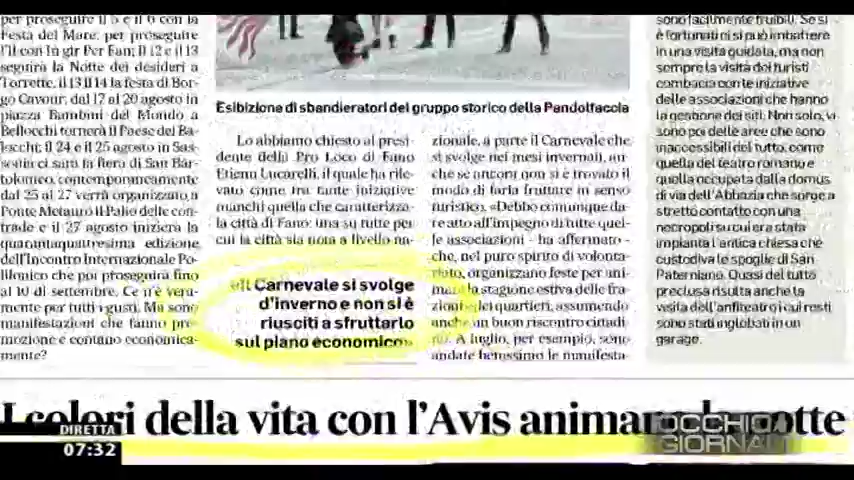 per proseguire il 5 e il 6 con la
Festa del Mare, per proseguire
l'11 con In gir Per Fan; Il 12 e il 13
seguirà la Notte dei desideri a
Torrette, il 13 Il 14 la festa di Bor-
go Cavour, dal 17 al 20 agosto in
piazza Bambini del Mondo a
Bellocchi tornerà il Paese dei Ba-
locchi; il 24 e il 25 agosto in Sas-
sonia ci sarà la fiera di San Bar-
tolomeo, contemporaneamente
dal 25 al 27 verrà organizzato a
Ponte Metauro il Palio delle con-
trade e il 27 agosto inizierà la
quarantaquattresima edizione
dell'Incontro Internazionale Po-
lifonico che poi proseguirà fino
al 10 di settembre. Ce n'è vera-
mente per tutti i gusti. Ma sono
manifestazioni che fanno pro-
mozione e contano economica-
mente?
Esibizione di sbandieratori del gruppo storico della Pandolfaccia
Lo abbiamo chiesto al presi-
dente della Pro Loco di Fano
Etienn Lucarelli, il quale ha rile-
vato come tra tante iniziative
manchi quella che caratterizza
la città di Fano: una su tutte per
cui la città sia nota a livello na-
«Il Carnevale si svolge
d'inverno e non si è
riusciti a sfruttarlo
sul piano economico»
zionale, a parte il Carnevale che
si svolge nei mesi invernali, an-
che se ancora non si è trovato il
modo di farla fruttare in senso
turistico. «Debbo comunque da-
re atto all'impegno di tutte quel-
le associazioni - ha affermato -
che, nel puro spirito di volonta-
riato, organizzano feste per ani-
mare la stagione estiva delle fra-
zioni e dei quartieri, assumendo
anche un buon riscontro cittadi-
no. A luglio, per esempio, sono
andate benissimo le manifesta-
sono facilmente fruibili. Se si
è fortunati ci si può imbattere
in una visita guidata, ma non
sempre la visita dei turisti
combacia con le iniziative
delle associazioni che hanno
la gestione dei siti. Non solo, vi
sono poi delle aree che sono
inaccessibili del tutto, come
quella del teatro romano e
quella occupata dalla domus
di via dell'Abbazia che sorge a
stretto contatto con una
necropoli su cui era stata
impianta l'antica chiesa che
custodiva le spoglie di San
Paterniano. Quasi del tutto
preclusa risulta anche la
visita dell'anfiteatro i cui resti
sono stati inglobati in un
garage.
I colori della vita con l'Avis animano la notte
DIRETTA
07:32
OCCHIO
GIORNALI